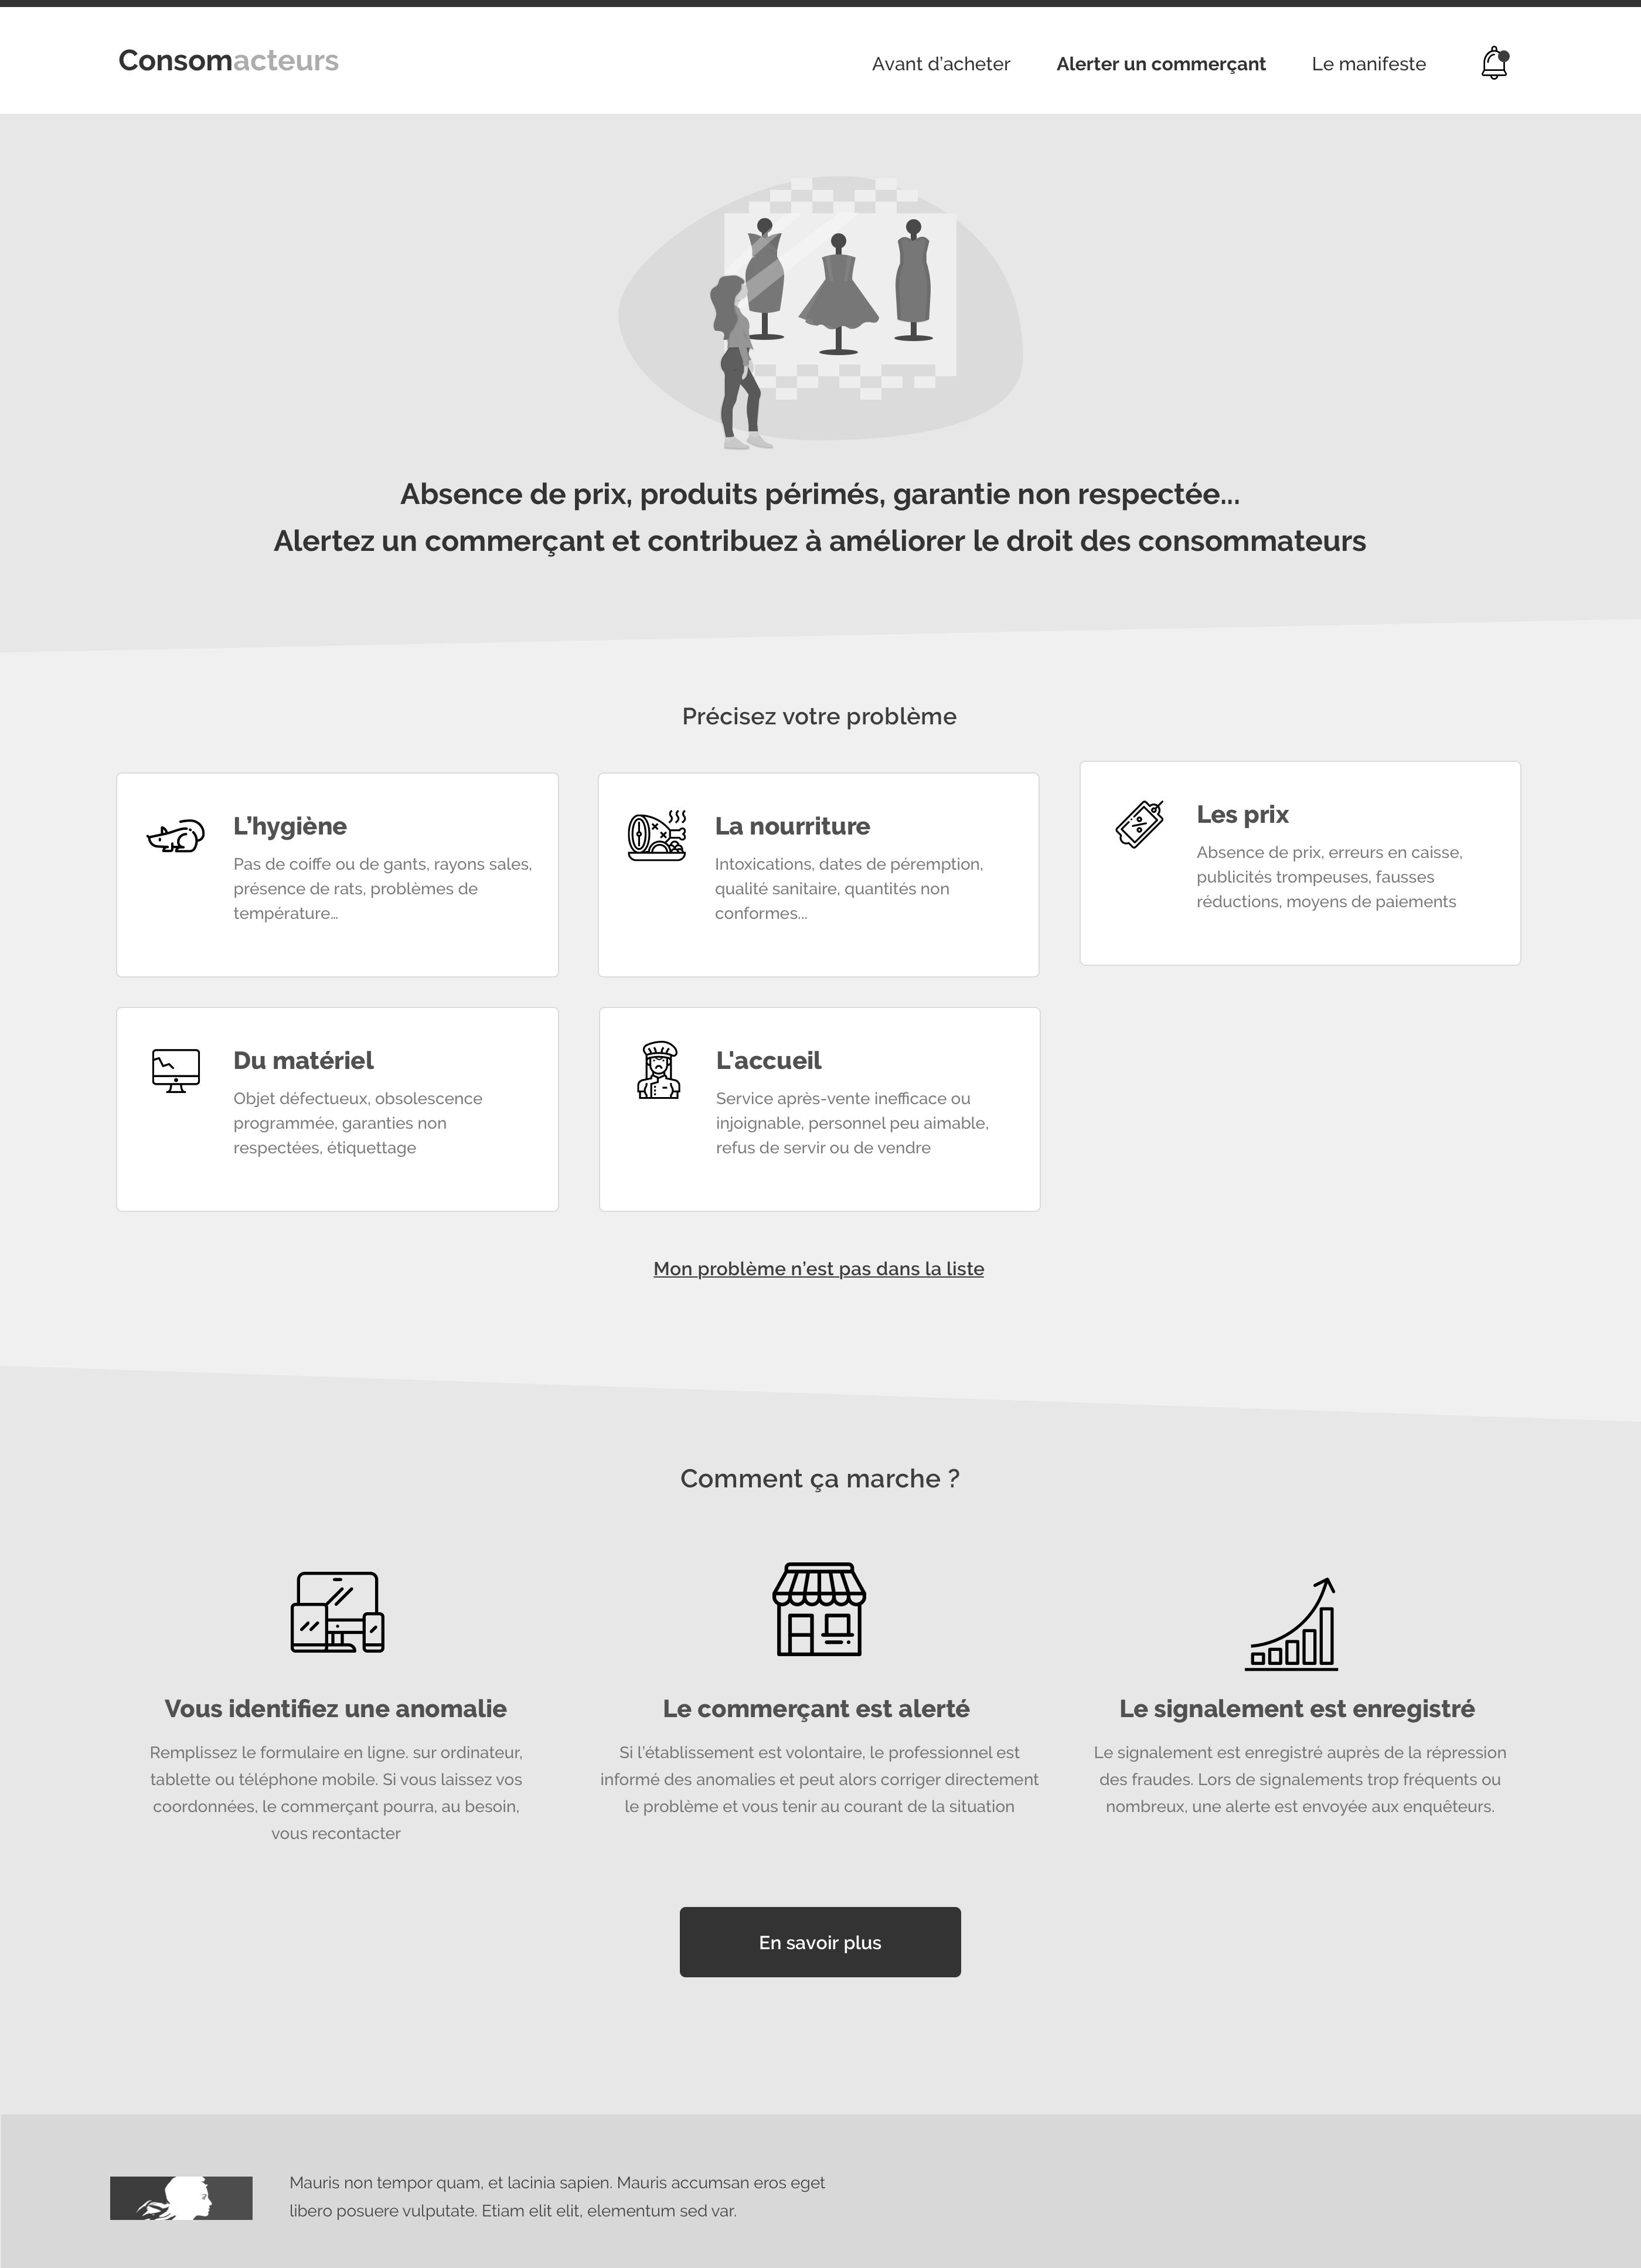 Consomacteurs
Avant d'acheter
Alerter un commerçant
Le manifeste
Absence de prix, produits périmés, garantie non respectée...
Alertez un commerçant et contribuez à améliorer le droit des consommateurs
Précisez votre problème
L’hygiène
Pas de coiffe ou de gants, rayons sales,
présence de rats, problèmes de
température…
La nourriture
Intoxications, dates de péremption,
qualité sanitaire, quantités non
conformes...
Les prix
Absence de prix, erreurs en caisse,
publicités trompeuses, fausses
réductions, moyens de paiements
Du matériel
Objet défectueux, obsolescence
programmée, garanties non
respectées, étiquettage
L'accueil
Service après-vente inefficace ou
injoignable, personnel peu aimable,
refus de servir ou de vendre
Mon problème n'est pas dans la liste
Comment ça marche ?
Vous identifiez une anomalie
Remplissez le formulaire en ligne. sur ordinateur,
tablette ou téléphone mobile. Si vous laissez vos
coordonnées, le commerçant pourra, au besoin,
vous recontacter
Le commerçant est alerté
Si l'établissement est volontaire, le professionnel est
informé des anomalies et peut alors corriger directement
le problème et vous tenir au courant de la situation
Le signalement est enregistré
Le signalement est enregistré auprès de la répression
des fraudes. Lors de signalements trop fréquents ou
nombreux, une alerte est envoyée aux enquêteurs.
En savoir plus
Mauris non tempor quam, et lacinia sapien. Mauris accumsan eros eget
libero posuere vulputate. Etiam elit elit, elementum sed var.